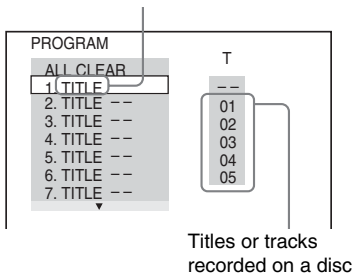 PROGRAM
T
ALL CLEAR
1. TITLE
– –
2. TITLE – –
01
3. TITLE – –
02
4. TITLE – –
03
5. TITLE – –
04
6. TITLE – –
05
7. TITLE – –
Titles or tracks
recorded on a disc